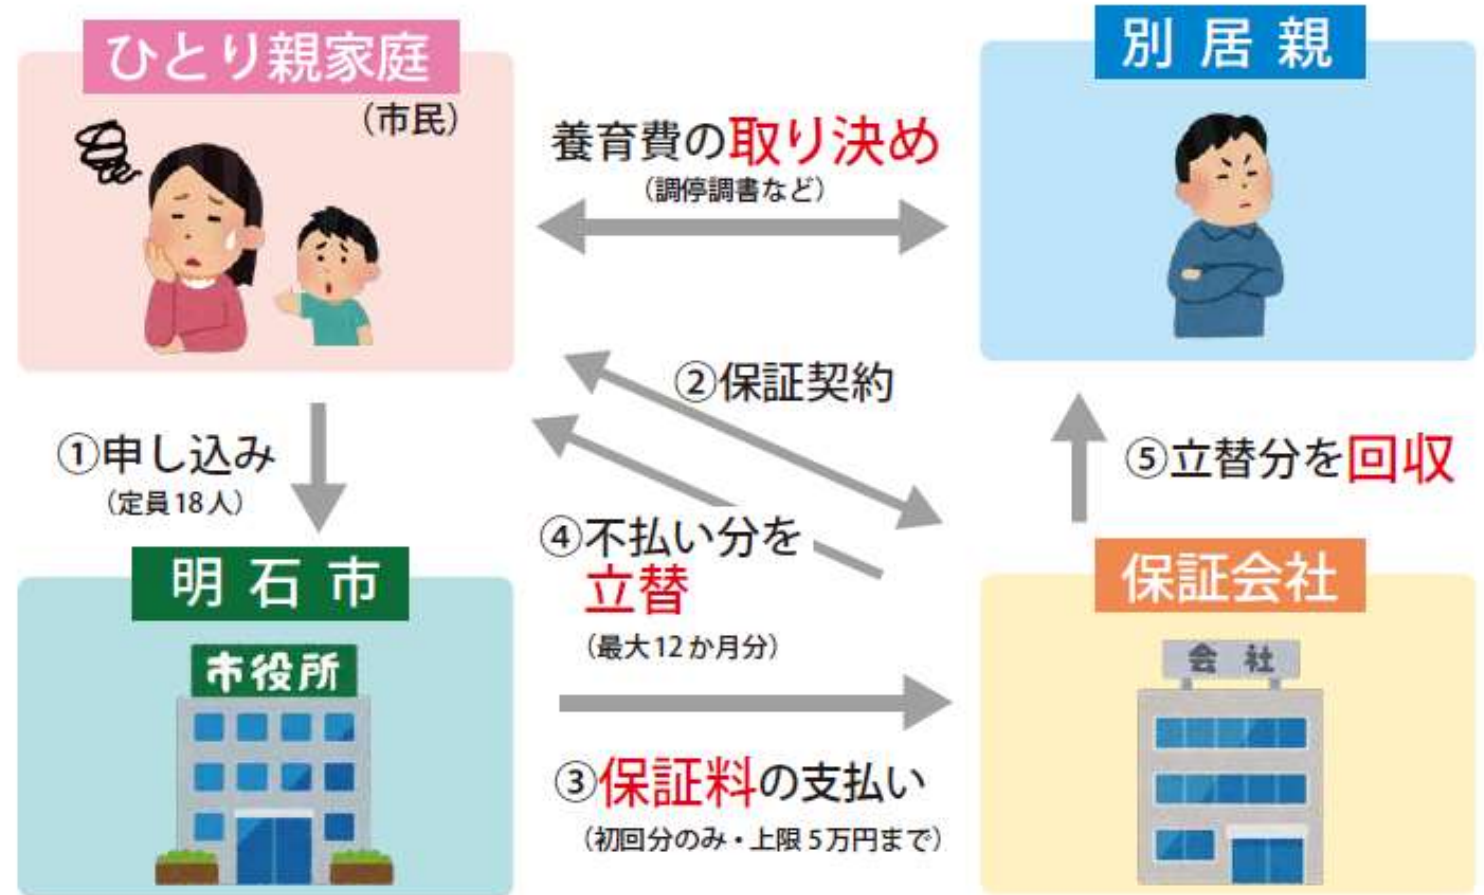 ひとり親家庭
（市民）
別居親
養育費の取り決め
（調停調書など）
②保証契約
①申し込み
（定員18人）
⑤立替分を回収
④不払い分を
立替
（最大12か月分）
明石市
市役所
保証会社
会社
③保証料の支払い
（初回分のみ・上限5万円まで）